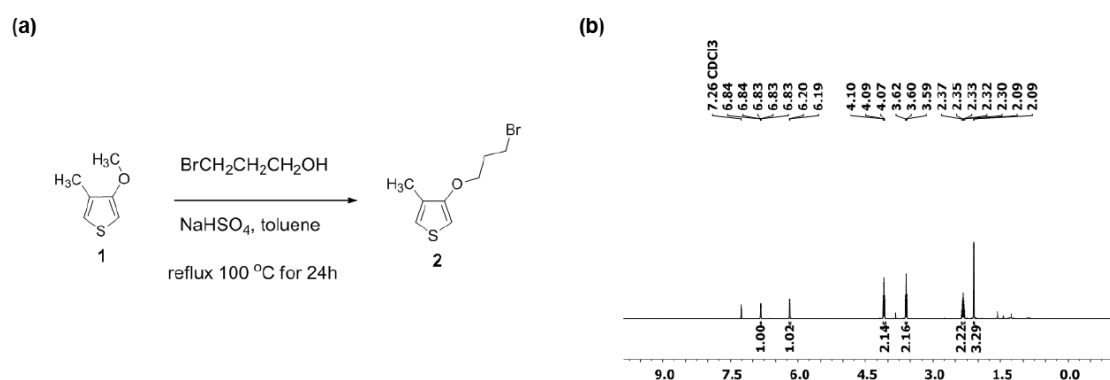 (a)
(b)
7.26 CDCl3
6.84
6.84
6.83
6.83
6.83
6.20
6.19
4.10
4.09
4.07
3.62
3.60
3.59
2.37
2.35
2.33
2.32
2.30
2.09
2.09
H₃C
CH₃
O
S
1
BrCH₂CH₂CH₂OH
NaHSO₄, toluene
reflux 100 °C for 24h
Br
H₃C
O
S
2
1.00
1.02
2.14
2.16
2.22
3.29
9.0 7.5 6.0 4.5 3.0 1.5 0.0